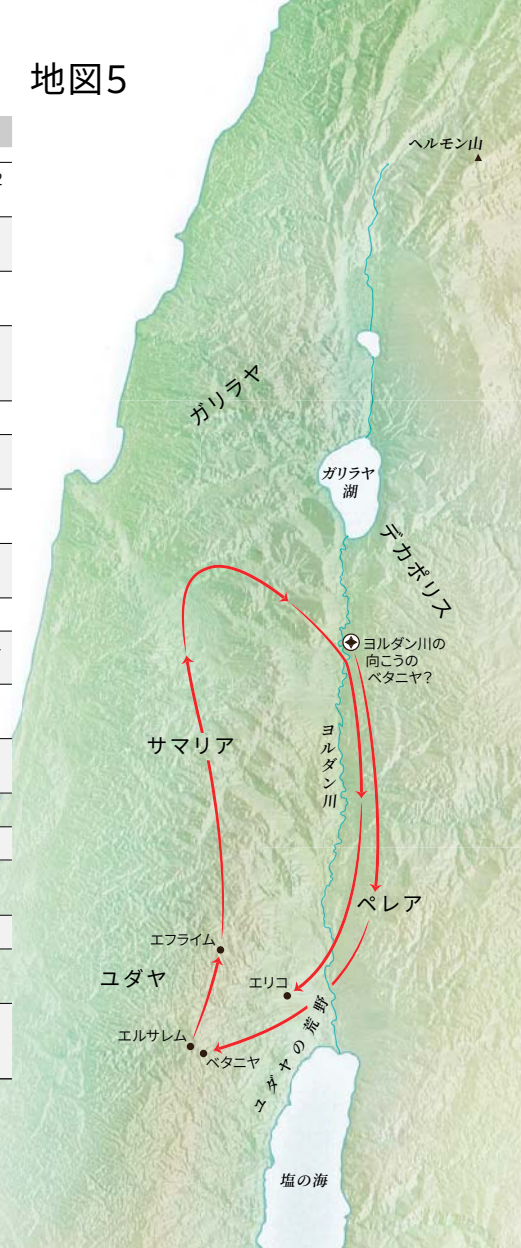 地図5
2
ヘルモン山
ガリラヤ
ガリラヤ
湖
デカポリス
ヨルダン川の
向こうの
ベタニヤ？
ヨルダン川
サマリア
ペレア
エフライム
ユダヤ
エリコ
エルサレム
ベタニヤ
ユダヤの荒野
塩の海